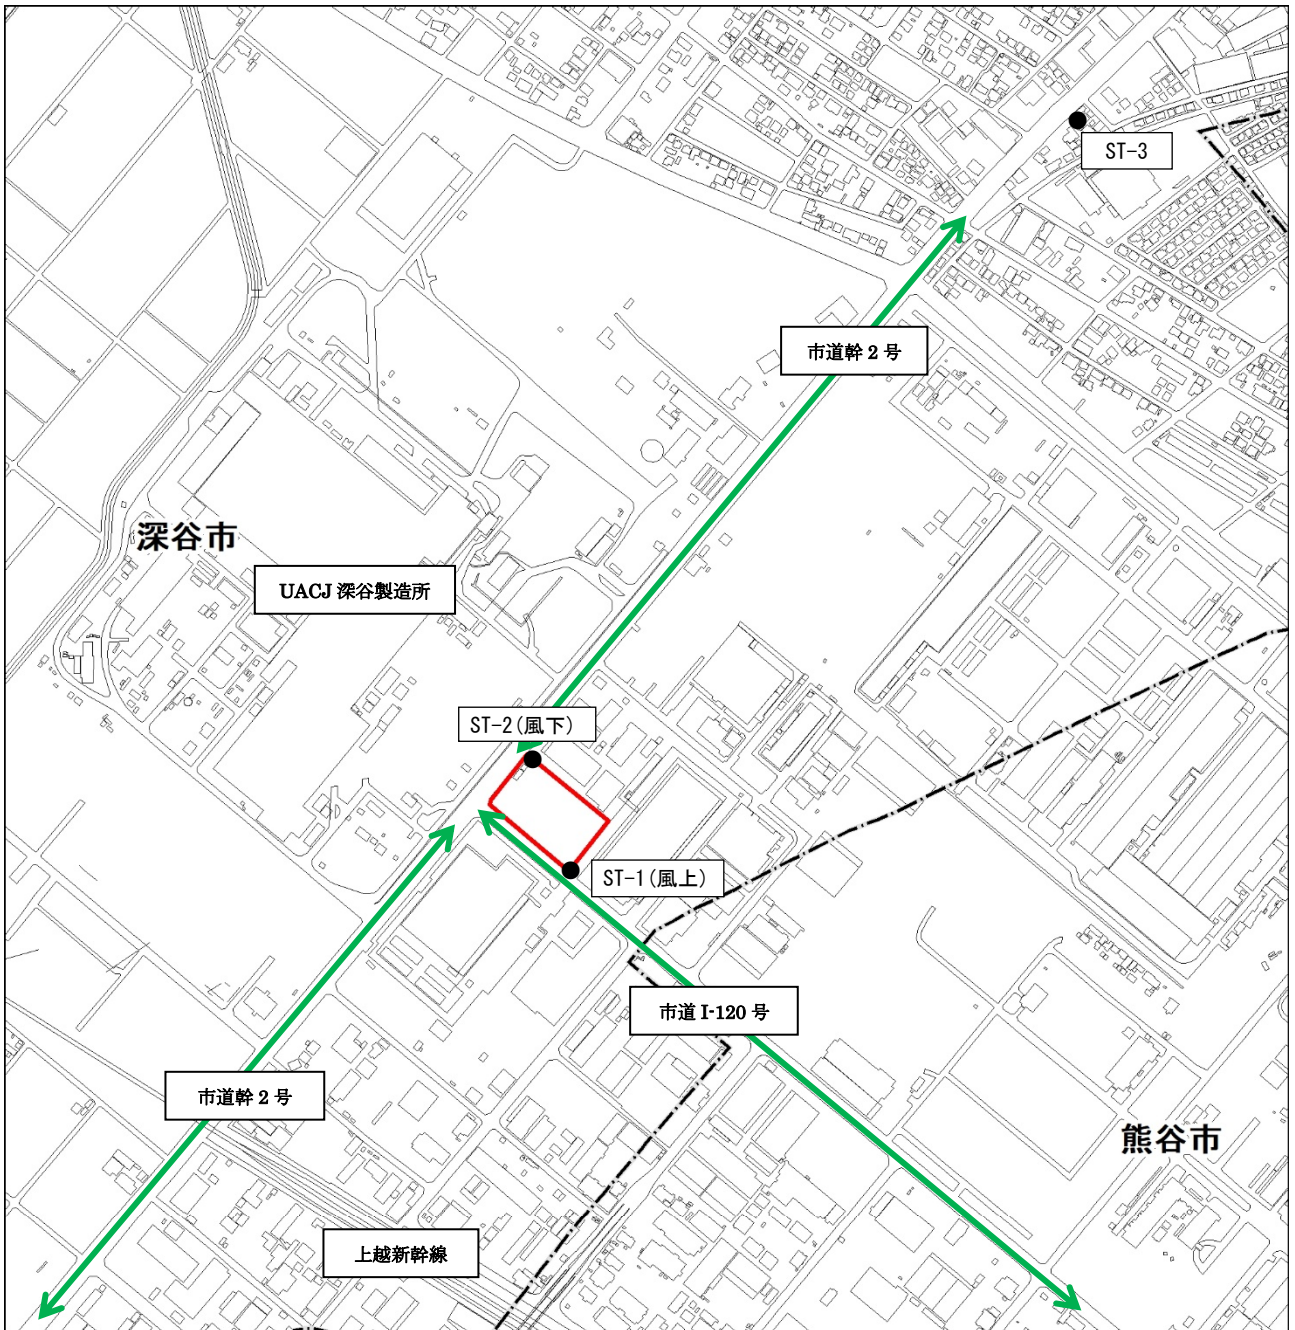 ST-3
市道幹 2 号
深谷市
UACJ 深谷製造所
ST-2(風下)
ST-1(風上)
市道 I-120 号
市道幹 2 号
熊谷市
上越新幹線